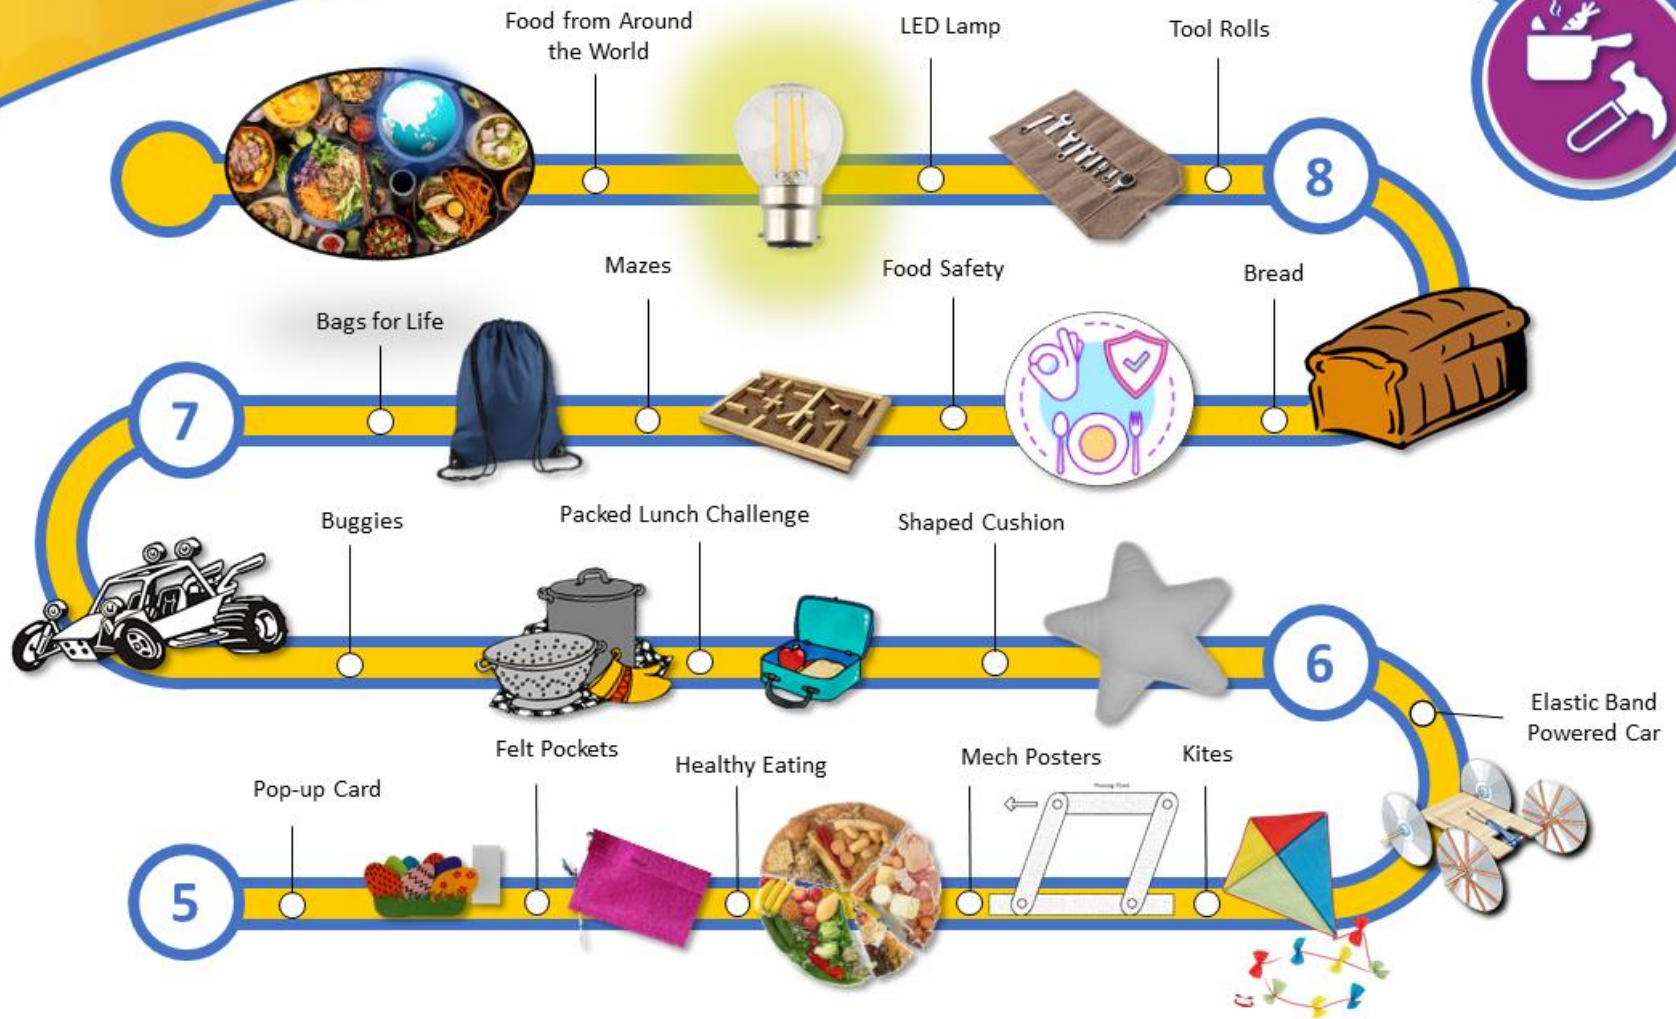 Food from Around
the World
LED Lamp
Tool Rolls
8
Mazes
Food Safety
Bread
Bags for Life
7
Buggies
Packed Lunch Challenge
Shaped Cushion
6
Elastic Band
Powered Car
Felt Pockets
Healthy Eating
Mech Posters
Kites
Pop-up Card
Moving Pivot
5